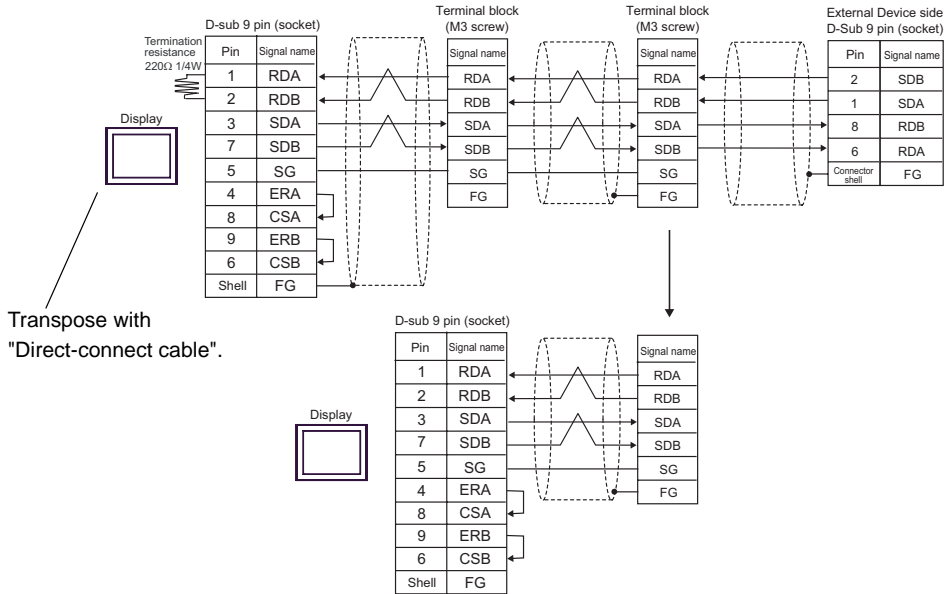 D-sub 9 pin (socket)
Termination
resistance
220Ω 1/4W
Pin Signal name
1 RDA
2 RDB
3 SDA
7 SDB
5 SG
4 ERA
8 CSA
9 ERB
6 CSB
Shell FG
Display
Terminal block
(M3 screw)
Signal name
RDA
RDB
SDA
SDB
SG
FG
Terminal block
(M3 screw)
Signal name
RDA
RDB
SDA
SDB
SG
FG
External Device side
D-Sub 9 pin (socket)
Pin Signal name
2 SDB
1 SDA
8 RDB
6 RDA
Connector
shell FG
Transpose with
"Direct-connect cable".
D-sub 9 pin (socket)
Pin Signal name
1 RDA
2 RDB
3 SDA
7 SDB
5 SG
4 ERA
8 CSA
9 ERB
6 CSB
Shell FG
Display
Signal name
RDA
RDB
SDA
SDB
SG
FG